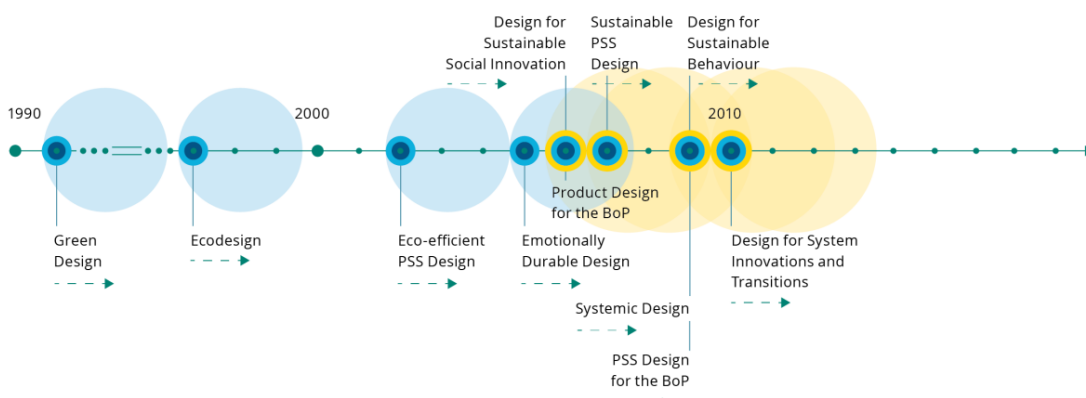 Design for
Sustainable
Social Innovation
Sustainable
PSS
Design
Design for
Sustainable
Behaviour
1990
2000
2010
Product Design
for the BoP
Green
Design
Ecodesign
Eco-efficient
PSS Design
Emotionally
Durable Design
Design for System
Innovations and
Transitions
Systemic Design
PSS Design
for the BoP